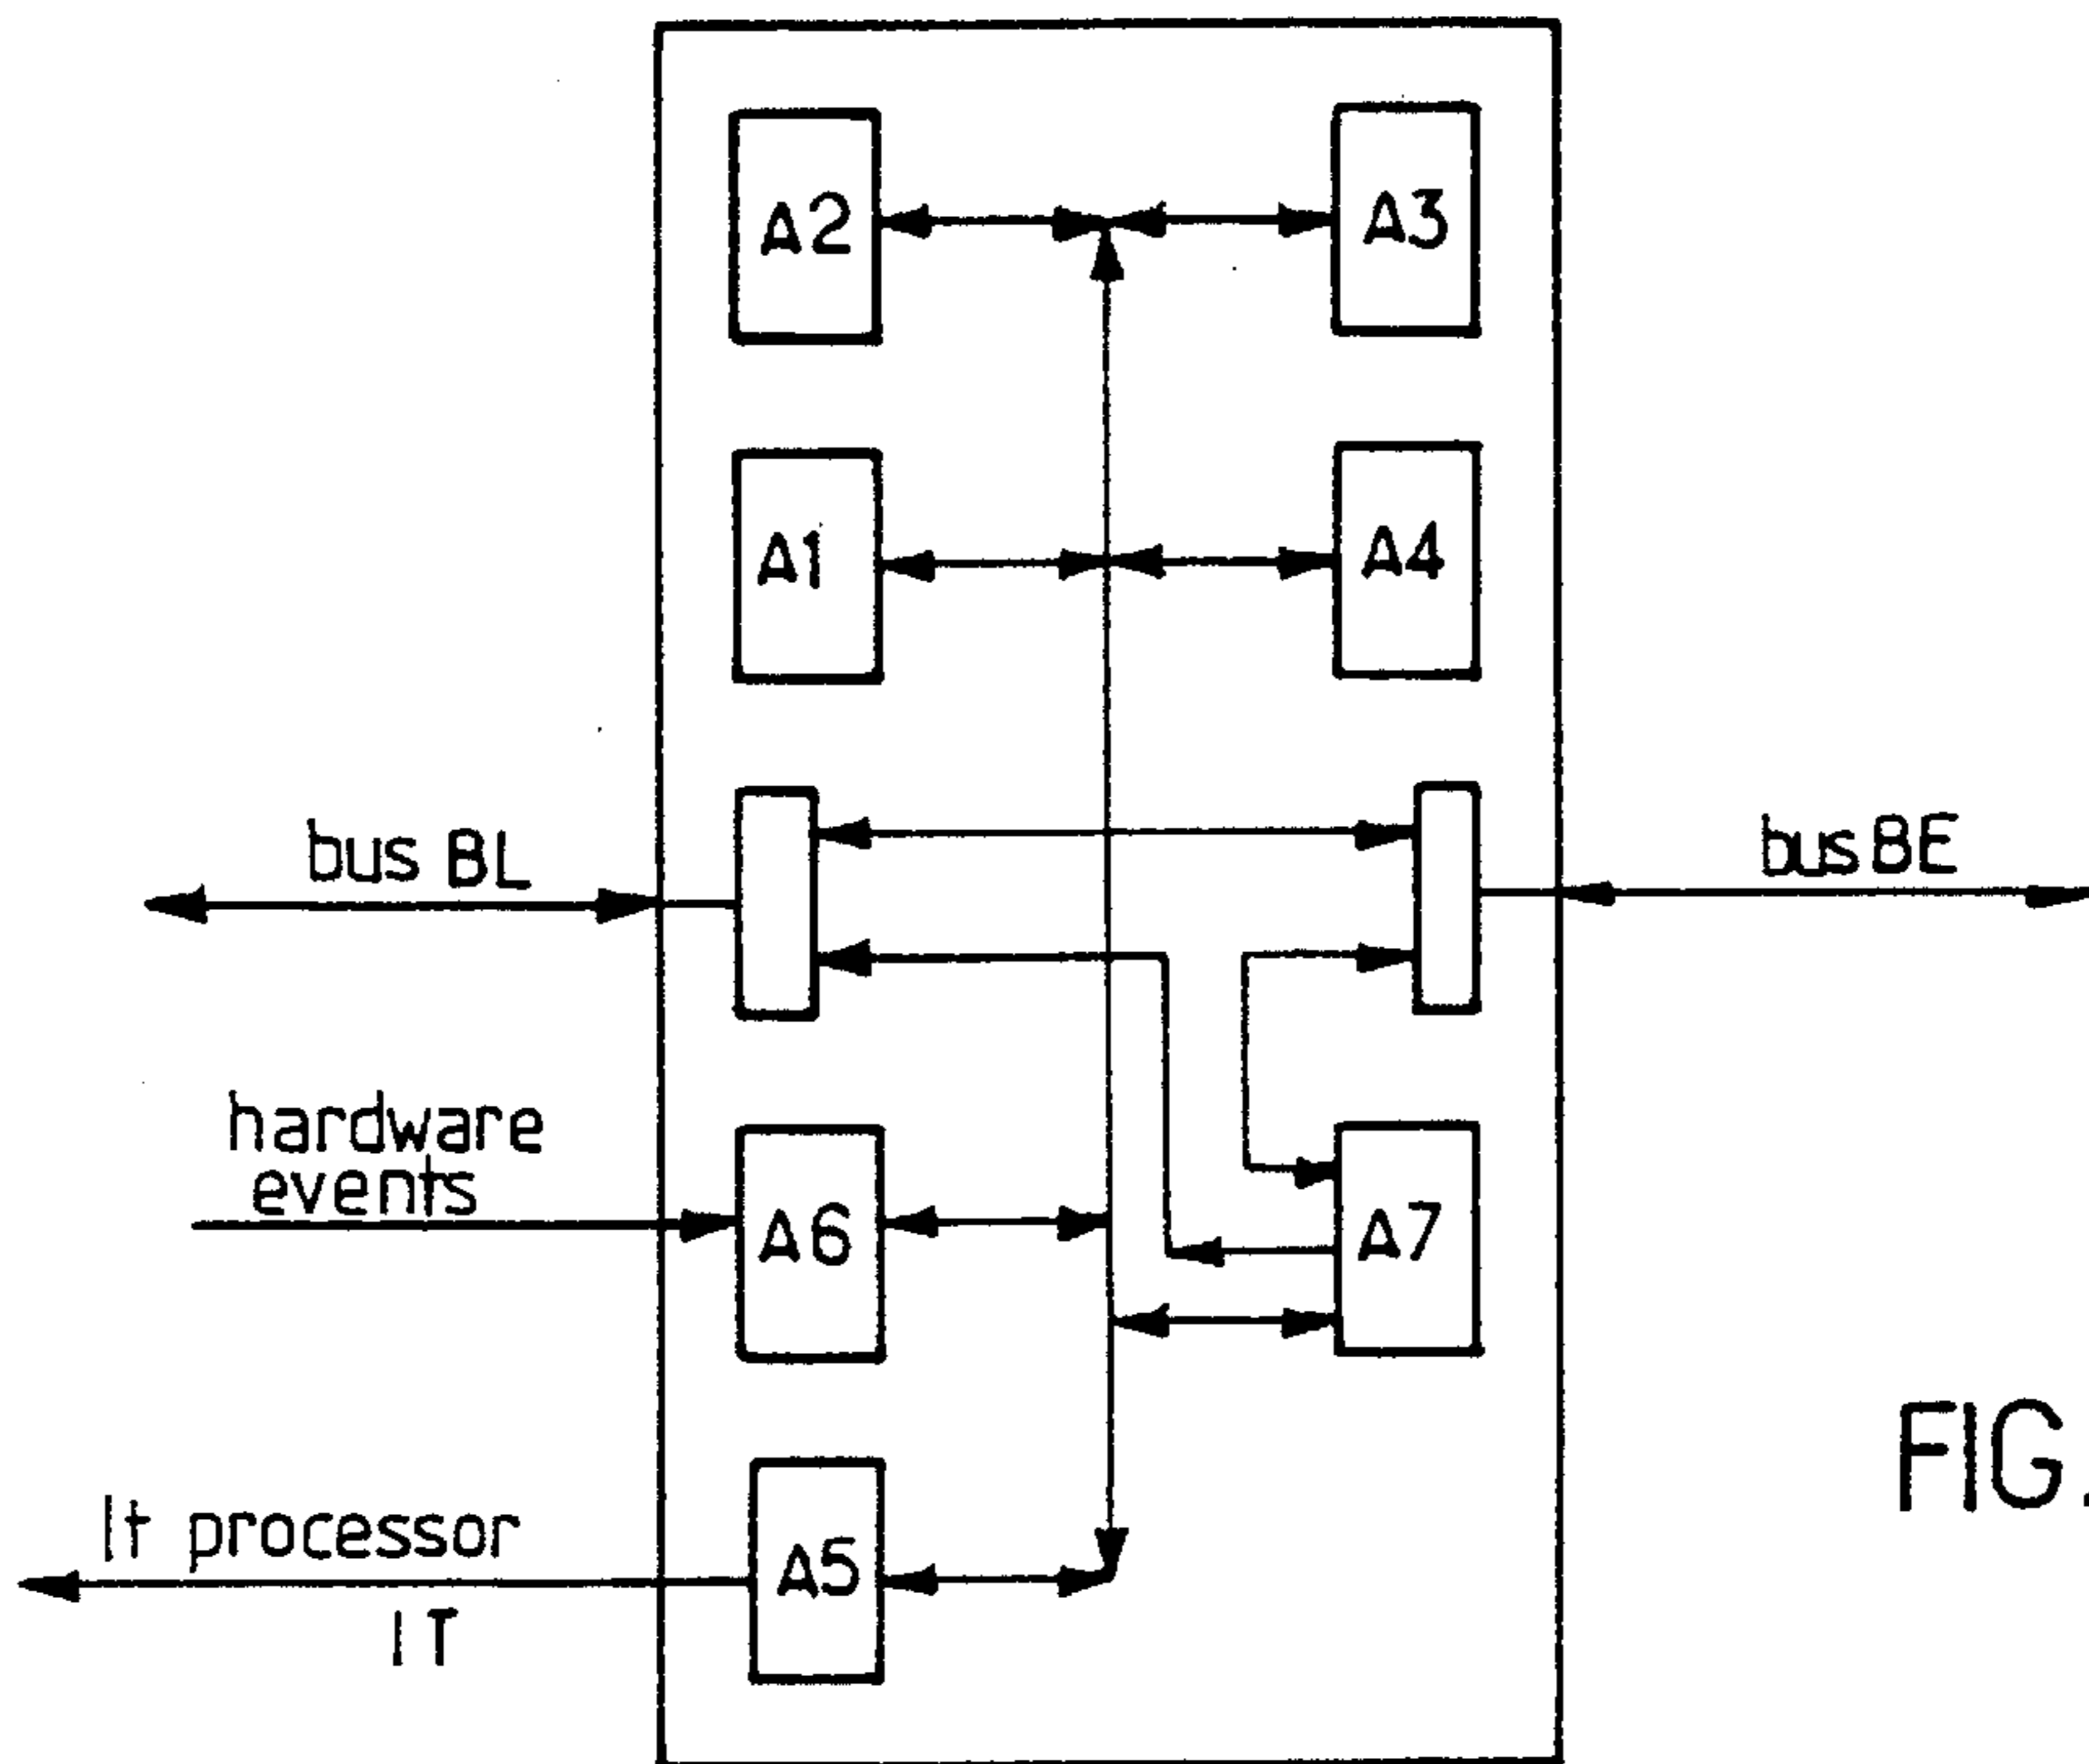 A2
A3
A1
A4
bus BL
bus BE
hardware
events
A6
A7
FIG.
It processor
A5
IT